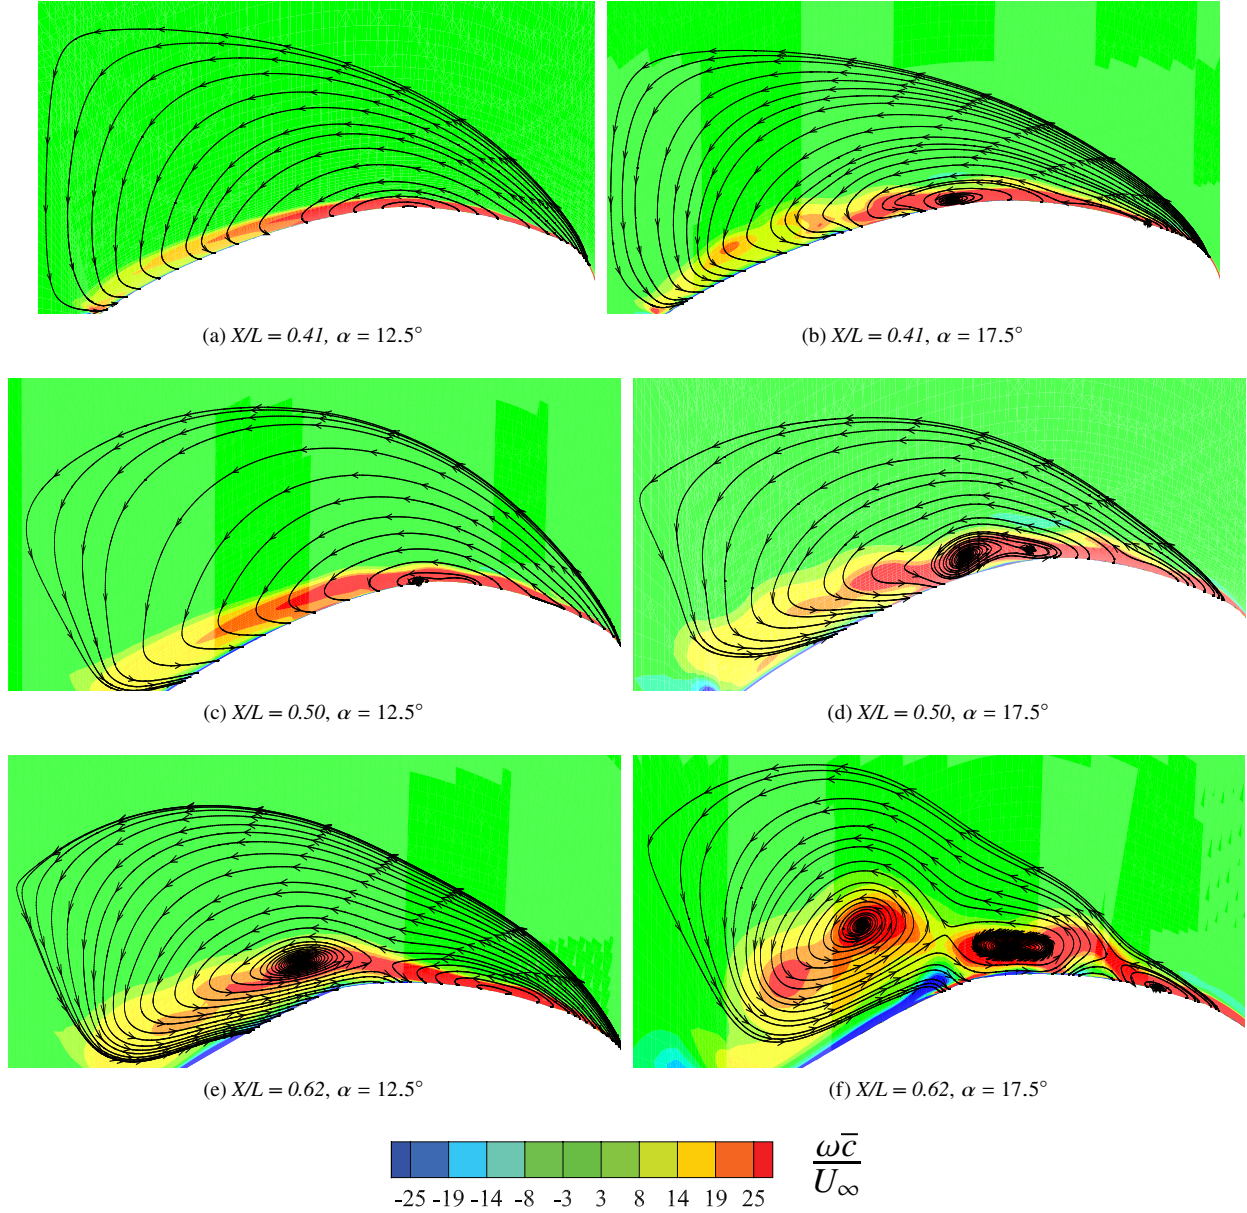 (a) X/L = 0.41, α = 12.5°
(b) X/L = 0.41, α = 17.5°
(c) X/L = 0.50, α = 12.5°
(d) X/L = 0.50, α = 17.5°
(e) X/L = 0.62, α = 12.5°
(f) X/L = 0.62, α = 17.5°
-25 -19 -14 -8 -3 3 8 14 19 25
ωc̅
U∞